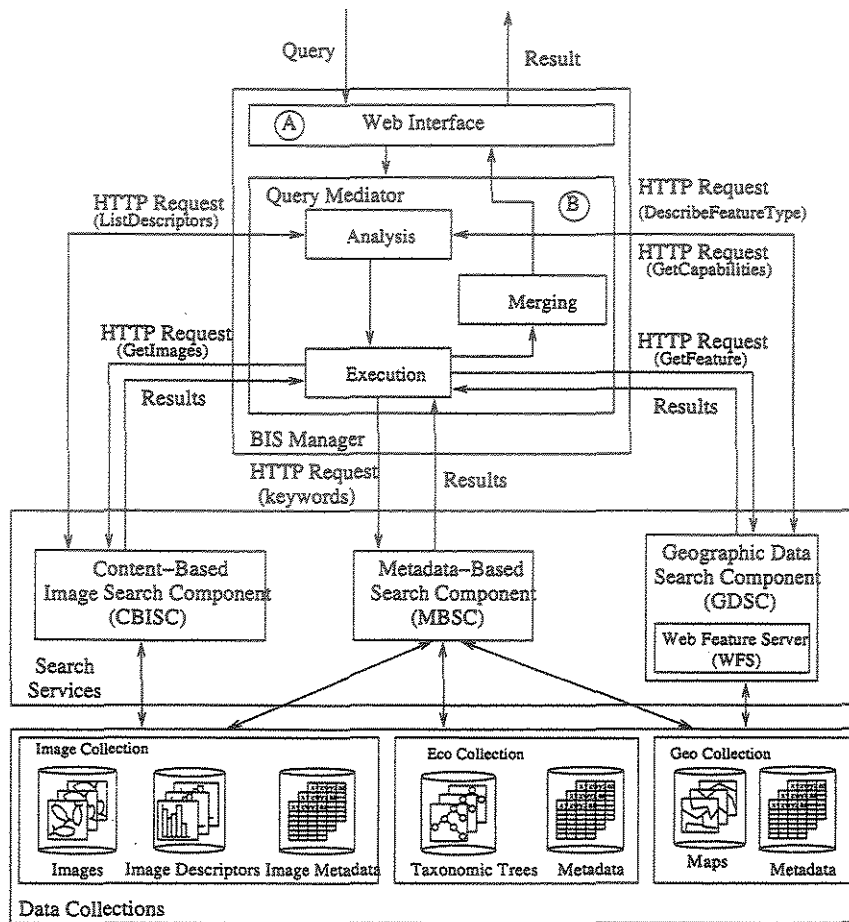 Query
Result
A
Web Interface
HTTP Request
(ListDescriptors)
Query Mediator
B
HTTP Request
(DescribeFeatureType)
Analysis
HTTP Request
(GetCapabilities)
Merging
HTTP Request
(GetImages)
HTTP Request
(GetFeature)
Execution
Results
Results
BIS Manager
HTTP Request
(keywords)
Results
Content-Based
Image Search Component
(CBISC)
Metadata-Based
Search Component
(MBSC)
Geographic Data
Search Component
(GDSC)
Web Feature Server
(WFS)
Search
Services
Image Collection
Eco Collection
Geo Collection
Images
Image Descriptors
Image Metadata
Taxonomic Trees
Metadata
Maps
Metadata
Data Collections